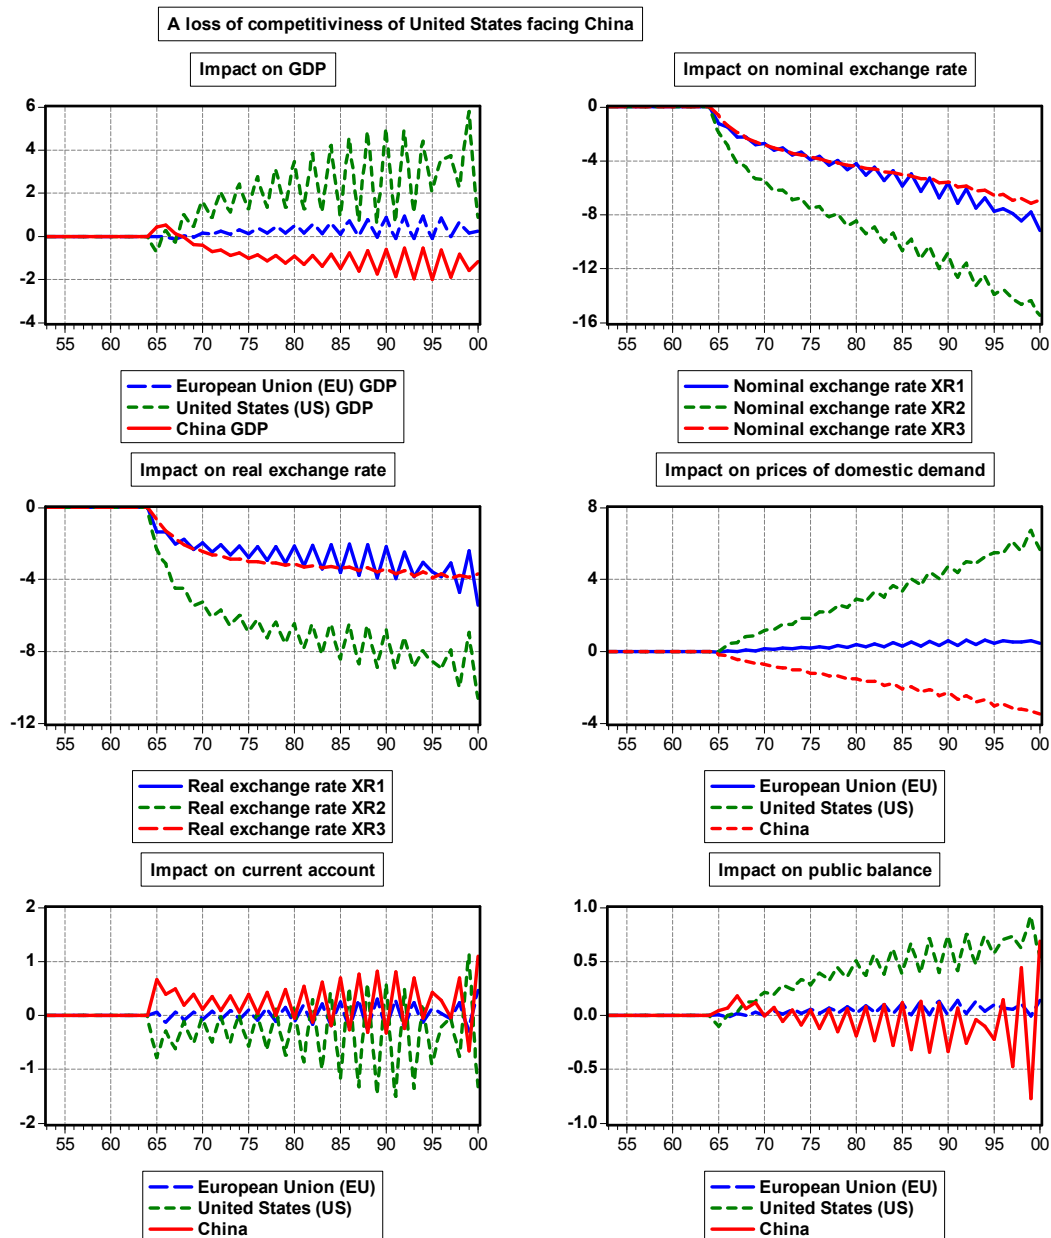 A loss of competitiviness of United States facing China
Impact on GDP
6
4
2
0
-2
-4
55 60 65 70 75 80 85 90 95 00
European Union (EU) GDP
United States (US) GDP
China GDP
Impact on nominal exchange rate
0
-4
-8
-12
-16
55 60 65 70 75 80 85 90 95 00
Nominal exchange rate XR1
Nominal exchange rate XR2
Nominal exchange rate XR3
Impact on real exchange rate
0
-4
-8
-12
55 60 65 70 75 80 85 90 95 00
Real exchange rate XR1
Real exchange rate XR2
Real exchange rate XR3
Impact on prices of domestic demand
8
4
0
-4
55 60 65 70 75 80 85 90 95 00
European Union (EU)
United States (US)
China
Impact on current account
2
1
0
-1
-2
55 60 65 70 75 80 85 90 95 00
European Union (EU)
United States (US)
China
Impact on public balance
1.0
0.5
0.0
-0.5
-1.0
55 60 65 70 75 80 85 90 95 00
European Union (EU)
United States (US)
China